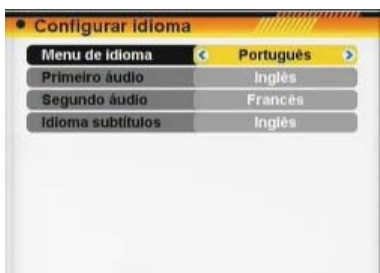 Configurar idioma
Menu de idioma Português
Primeiro áudio Inglês
Segundo áudio Francês
Idioma subtítulos Inglês